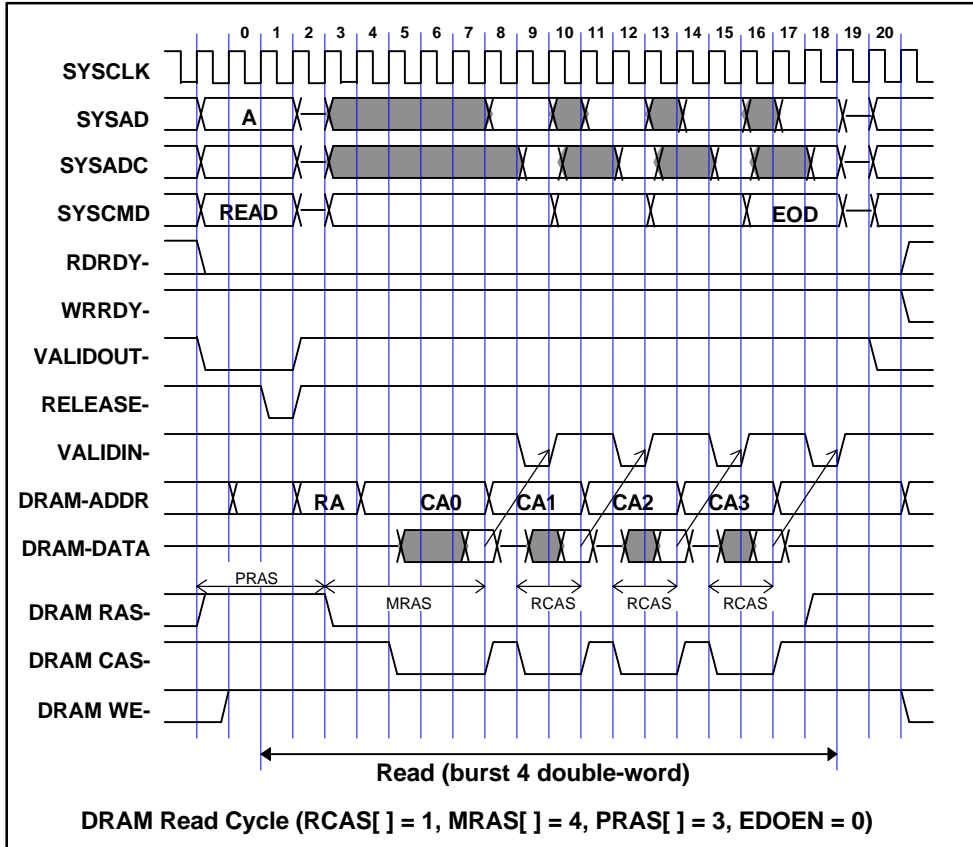 0 1 2 3 4 5 6 7 8 9 10 11 12 13 14 15 16 17 18 19 20
SYSCLK
SYSAD A
SYSADC
SYSCMD READ EOD
RDRDY-
WRRDY-
VALIDOUT-
RELEASE-
VALIDIN-
DRAM-ADDR RA CA0 CA1 CA2 CA3
DRAM-DATA
PRAS
MRAS RCAS RCAS RCAS
DRAM RAS-
DRAM CAS-
DRAM WE-
Read (burst 4 double-word)
DRAM Read Cycle (RCAS[ ] = 1, MRAS[ ] = 4, PRAS[ ] = 3, EDOEN = 0)